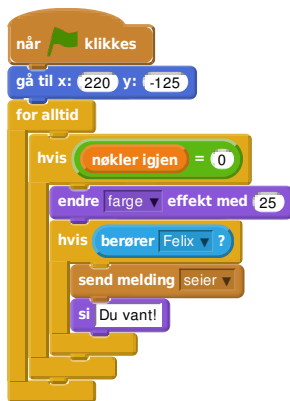 når klikkes
gå til x: 220 y: -125
for alltid
hvis nøkler igjen = 0
endre farge ▼ effekt med 25
hvis berører Felix ▼ ?
send melding seier ▼
si Du vant!